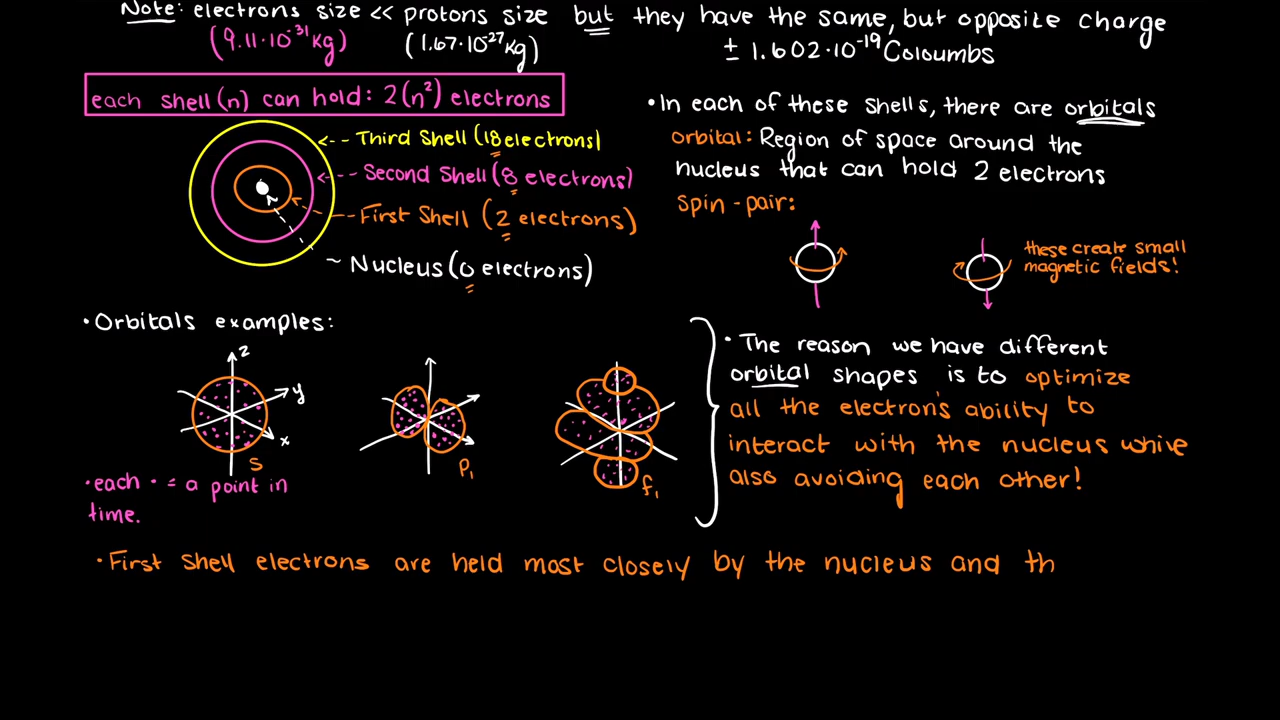 Note: electrons size << protons size but they have the same, but opposite charge
(9.11·10⁻³¹kg) (1.67·10⁻²⁷kg) ± 1.602·10⁻¹⁹ Coloumbs
each shell (n) can hold: 2(n²) electrons
Third Shell (18 electrons)
Second Shell (8 electrons)
First Shell (2 electrons)
~ Nucleus (0 electrons)
• In each of these shells, there are orbitals
orbital: Region of space around the
nucleus that can hold 2 electrons
spin-pair:
these create small
magnetic fields!
• Orbitals examples:
z
y
x
s
P₁
f₁
• each • = a point in
time.
• The reason we have different
orbital shapes is to optimize
all the electron's ability to
interact with the nucleus while
also avoiding each other!
• First shell electrons are held most closely by the nucleus and th